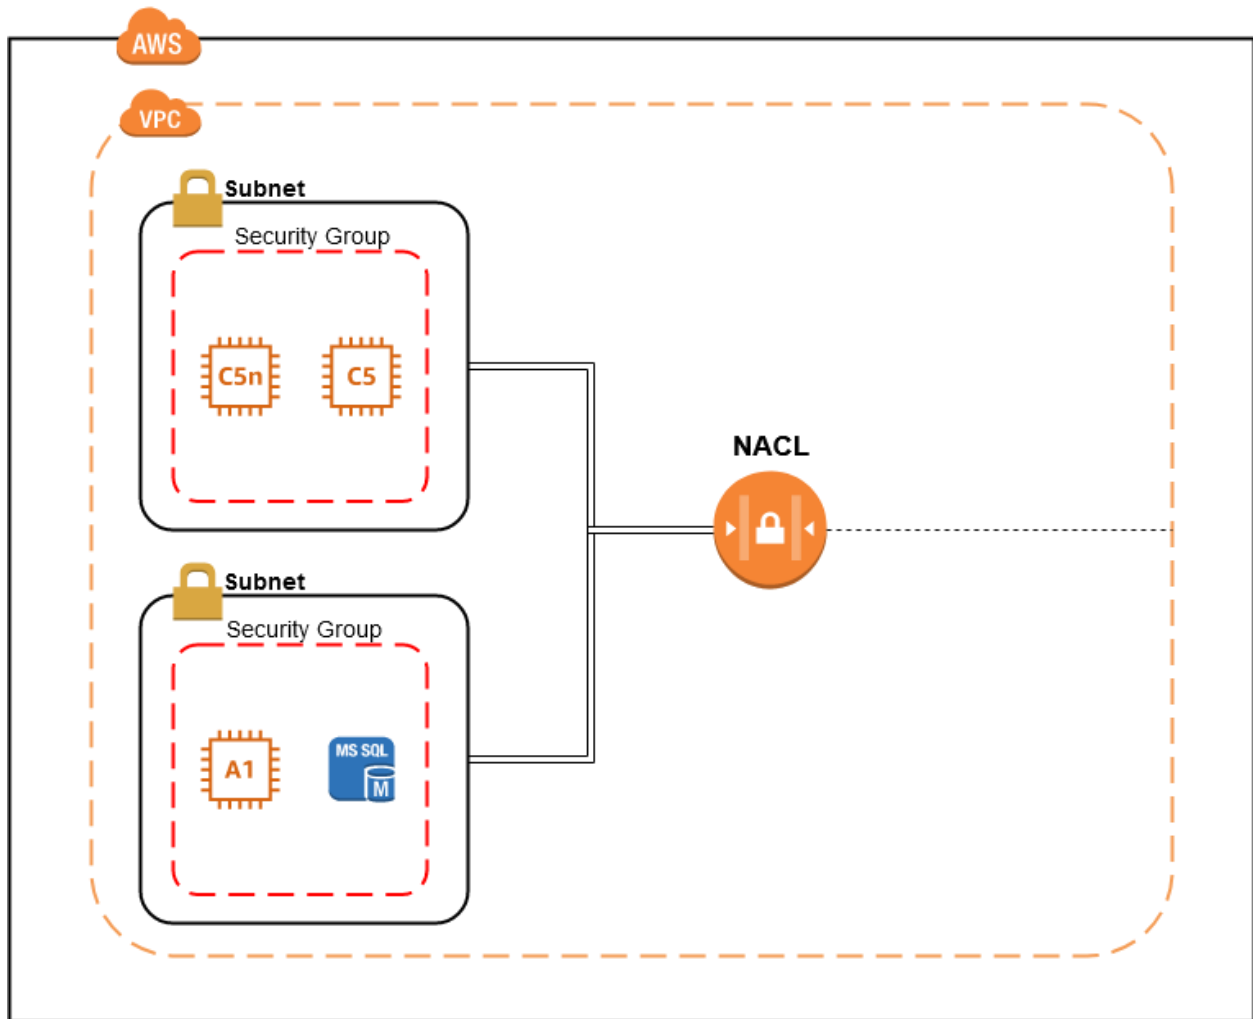 AWS
VPC
Subnet
Security Group
C5n
C5
NACL
Subnet
Security Group
A1
MS SQL
M